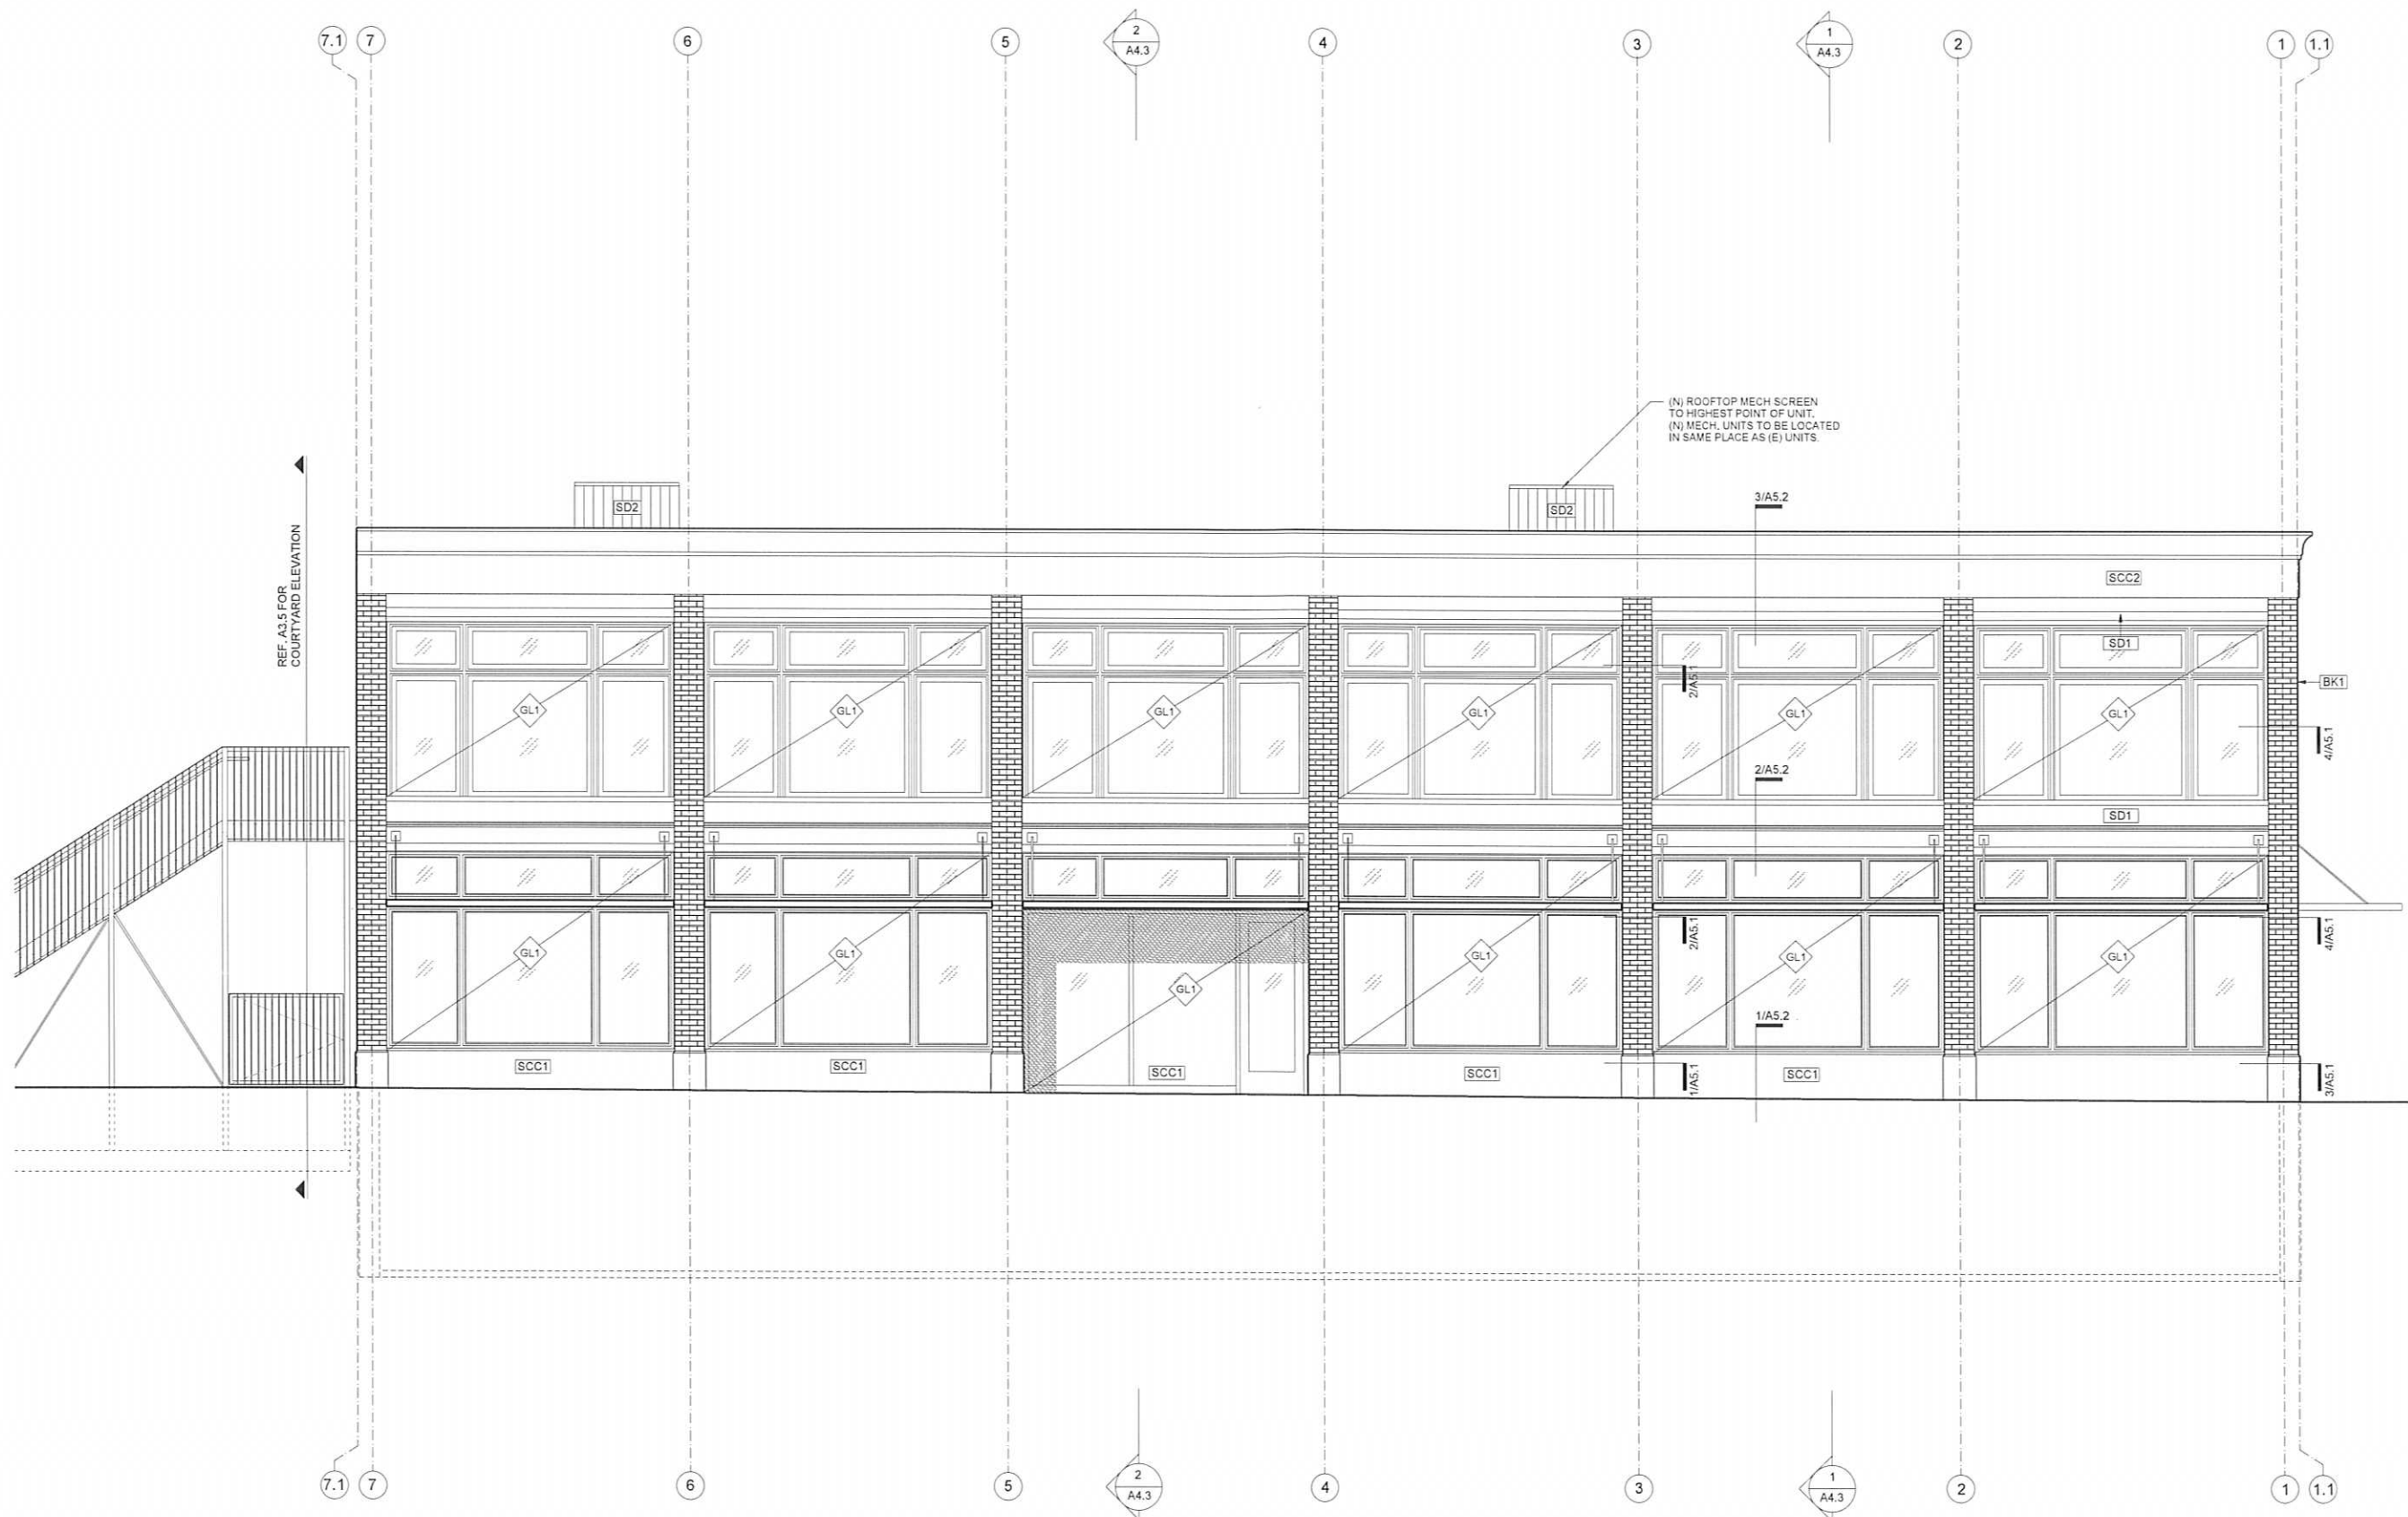 7.1 7 6 5 2 4 3 1 2 1 1.1
A4.3 A4.3
(N) ROOFTOP MECH SCREEN
TO HIGHEST POINT OF UNIT.
(N) MECH. UNITS TO BE LOCATED
IN SAME PLACE AS (E) UNITS.
REF. A3.5 FOR
COURTYARD ELEVATION
SD2 SD2 3/A5.2
SCC2
SD1
2/A5.1
BK1
GL1 GL1 GL1 GL1 GL1 GL1
4/A5.1
2/A5.2
SD1
2/A5.1 4/A5.1
GL1 GL1 GL1 GL1 GL1 GL1
1/A5.2
SCC1 SCC1 SCC1 SCC1 SCC1
1/A5.1 3/A5.1
7.1 7 6 5 2 4 3 1 2 1 1.1
A4.3 A4.3